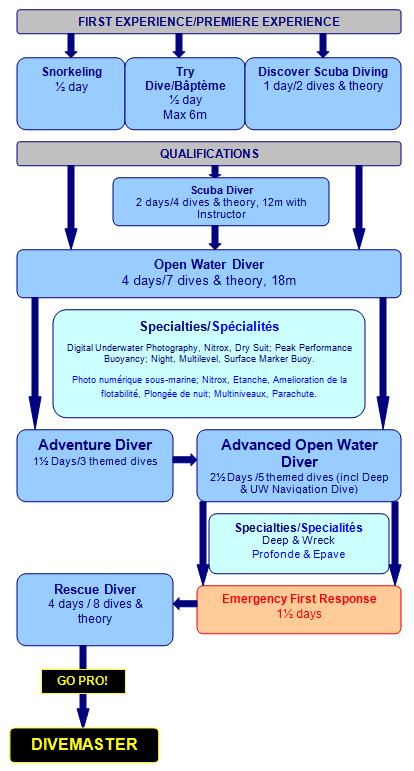 FIRST EXPERIENCE/PREMIERE EXPERIENCE
Snorkeling
½ day
Try
Dive/Bâptème
½ day
Max 6m
Discover Scuba Diving
1 day/2 dives & theory
QUALIFICATIONS
Scuba Diver
2 days/4 dives & theory, 12m with
Instructor
Open Water Diver
4 days/7 dives & theory, 18m
Specialties/Spécialités
Digital Underwater Photography, Nitrox, Dry Suit; Peak Performance
Buoyancy; Night, Multilevel, Surface Marker Buoy.
Photo numérique sous-marine; Nitrox, Etanche, Amelioration de la
flotabilité, Plongée de nuit; Multiniveaux, Parachute.
Adventure Diver
1½ Days/3 themed dives
Advanced Open Water
Diver
2½ Days /5 themed dives (incl Deep
& UW Navigation Dive)
Specialties/Specialités
Deep & Wreck
Profonde & Epave
Emergency First Response
1½ days
Rescue Diver
4 days / 8 dives &
theory
GO PRO!
DIVEMASTER